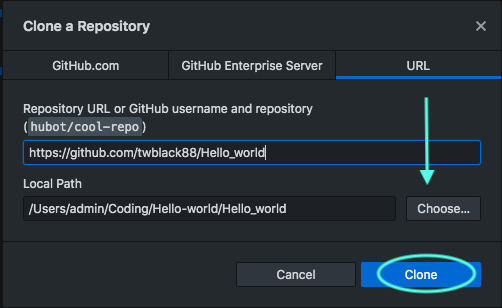 Clone a Repository
GitHub.com
GitHub Enterprise Server
URL
Repository URL or GitHub username and repository
(hubot/cool-repo)
https://github.com/twblack88/Hello_world
Local Path
/Users/admin/Coding/Hello-world/Hello_world
Choose...
Cancel
Clone